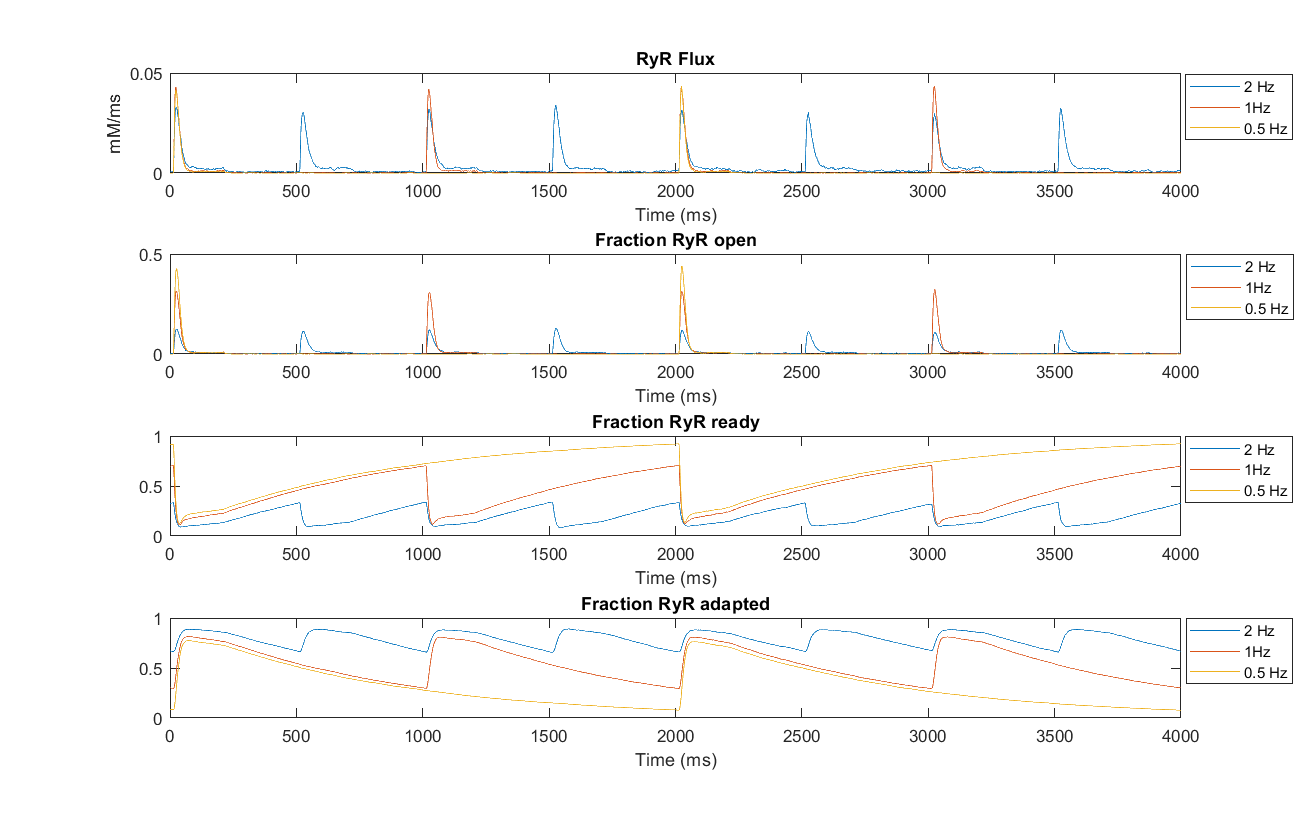 RyR Flux
0.05
0
mM/ms
0 500 1000 1500 2000 2500 3000 3500 4000
Time (ms)
2 Hz
1Hz
0.5 Hz
Fraction RyR open
0.5
0
0 500 1000 1500 2000 2500 3000 3500 4000
Time (ms)
2 Hz
1Hz
0.5 Hz
Fraction RyR ready
1
0.5
0
0 500 1000 1500 2000 2500 3000 3500 4000
Time (ms)
2 Hz
1Hz
0.5 Hz
Fraction RyR adapted
1
0.5
0
0 500 1000 1500 2000 2500 3000 3500 4000
Time (ms)
2 Hz
1Hz
0.5 Hz